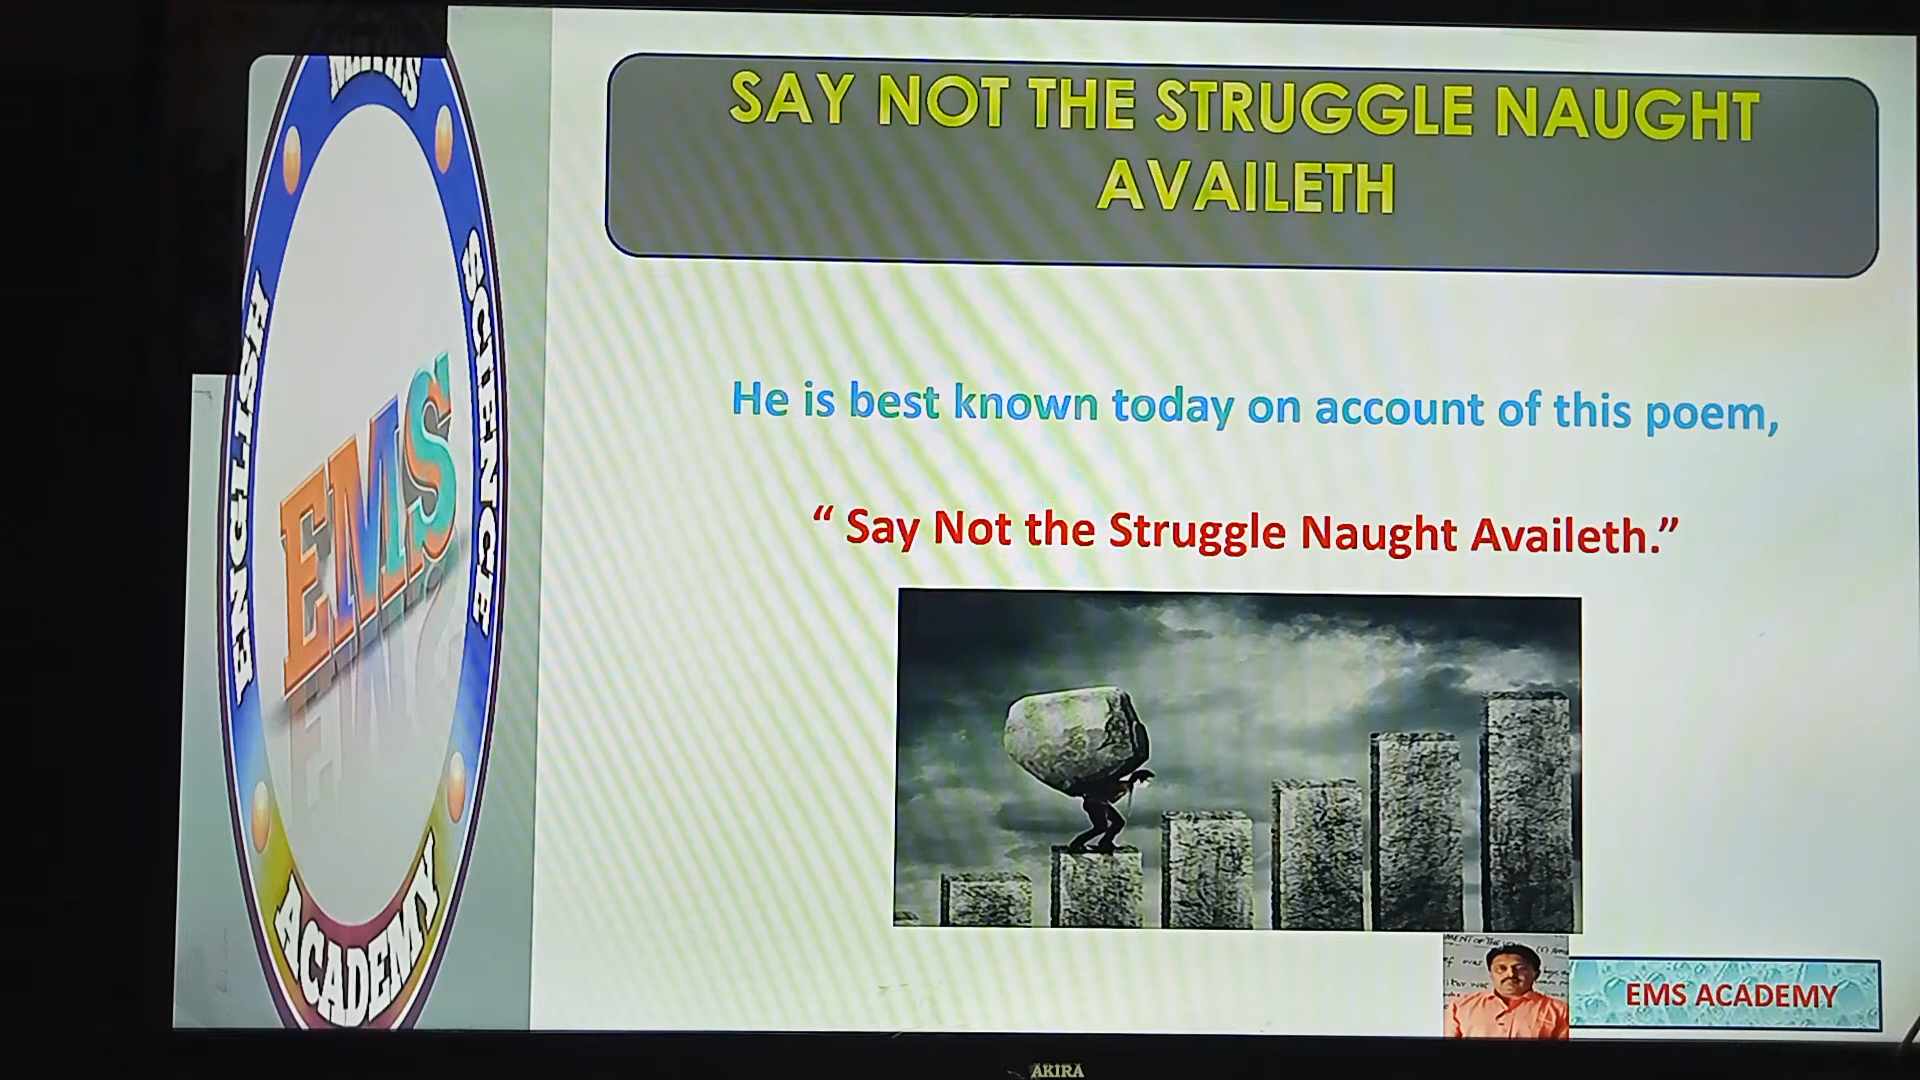 SAY NOT THE STRUGGLE NAUGHT
AVAILETH
He is best known today on account of this poem,
“ Say Not the Struggle Naught Availeth.”
ENGLISH
SCIENCE
EMS
ACADEMY
EMS ACADEMY
AKIRA